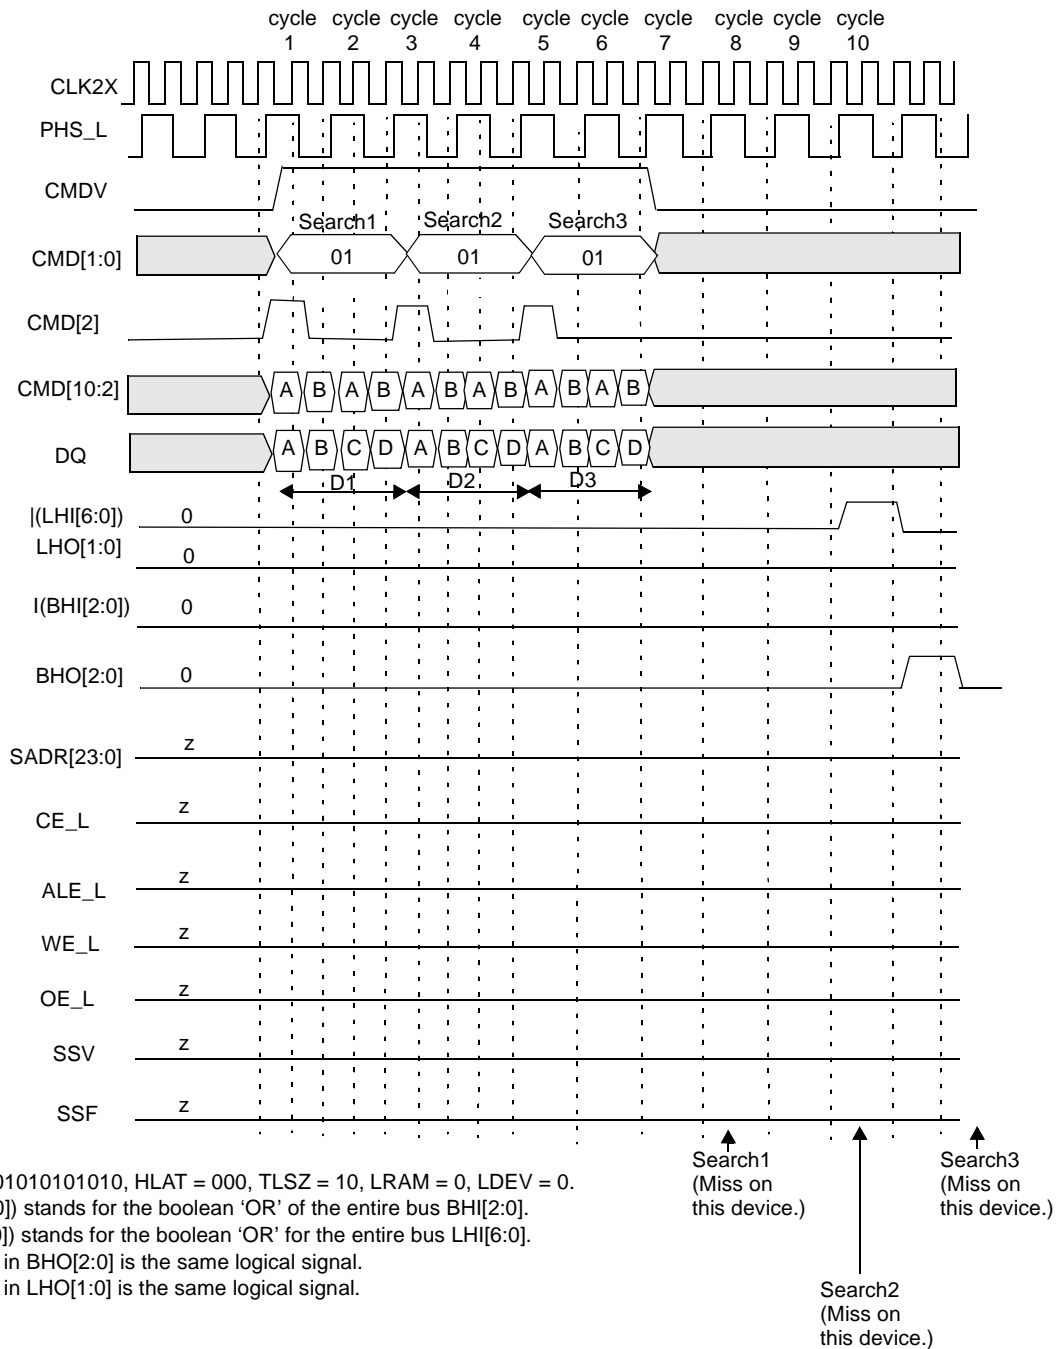 cycle cycle cycle cycle cycle cycle cycle cycle cycle cycle
1 2 3 4 5 6 7 8 9 10
CLK2X
PHS_L
CMDV
Search1 Search2 Search3
CMD[1:0] 01 01 01
CMD[2]
CMD[10:2] A B A B A B A B A B A B
DQ A B C D A B C D A B C D
D1 D2 D3
|(LHI[6:0]) 0
LHO[1:0] 0
I(BHI[2:0]) 0
BHO[2:0] 0
SADR[23:0] z
CE_L z
ALE_L z
WE_L z
OE_L z
SSV z
SSF z
Search1
(Miss on
this device.)
Search3
(Miss on
this device.)
01010101010, HLAT = 000, TLSZ = 10, LRAM = 0, LDEV = 0.
0]) stands for the boolean ‘OR’ of the entire bus BHI[2:0].
0]) stands for the boolean ‘OR’ for the entire bus LHI[6:0].
in BHO[2:0] is the same logical signal.
in LHO[1:0] is the same logical signal.
Search2
(Miss on
this device.)